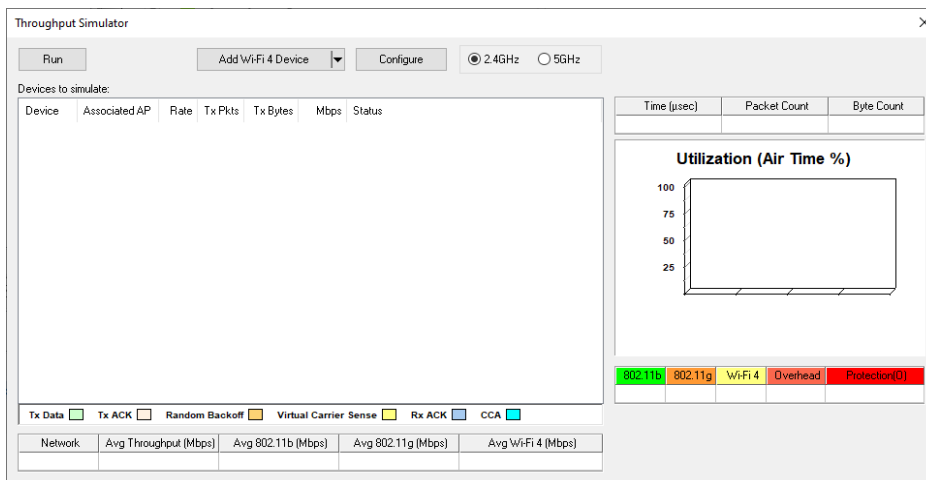 Throughput Simulator
Run Add Wi-Fi 4 Device Configure 2.4GHz 5GHz
Devices to simulate:
Device Associated AP Rate Tx Pkts Tx Bytes Mbps Status
Time (µsec) Packet Count Byte Count
Utilization (Air Time %)
100
75
50
25
802.11b 802.11g Wi-Fi 4 Overhead Protection(O)
Tx Data Tx ACK Random Backoff Virtual Carrier Sense Rx ACK CCA
Network Avg Throughput (Mbps) Avg 802.11b (Mbps) Avg 802.11g (Mbps) Avg Wi-Fi 4 (Mbps)